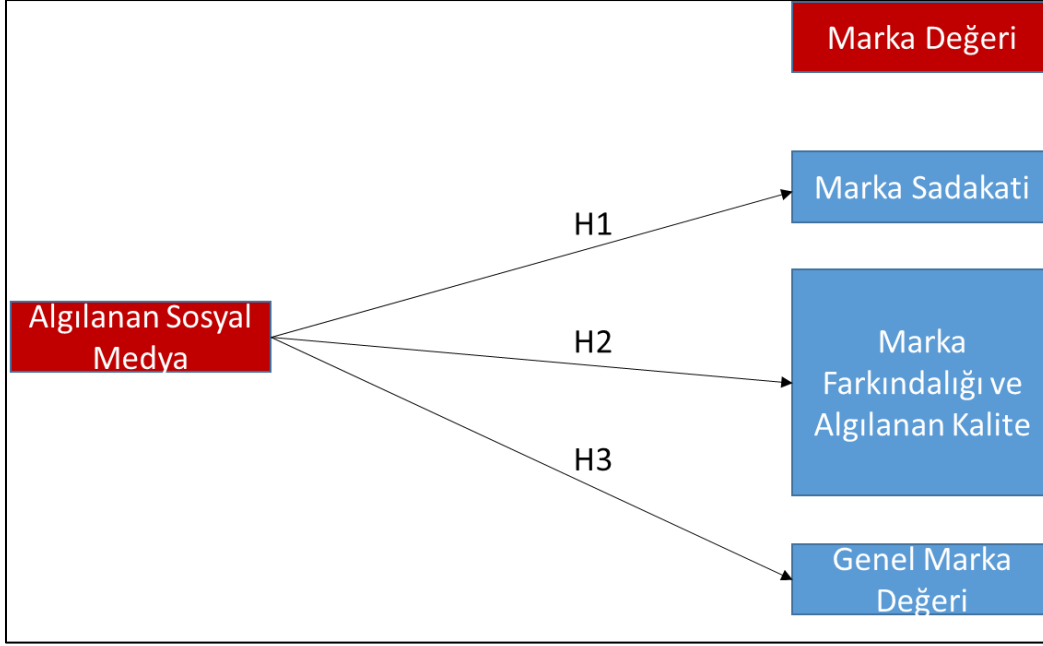 Marka Değeri
Marka Sadakati
H1
Algılanan Sosyal
Medya
H2
Marka
Farkındalığı ve
Algılanan Kalite
H3
Genel Marka
Değeri